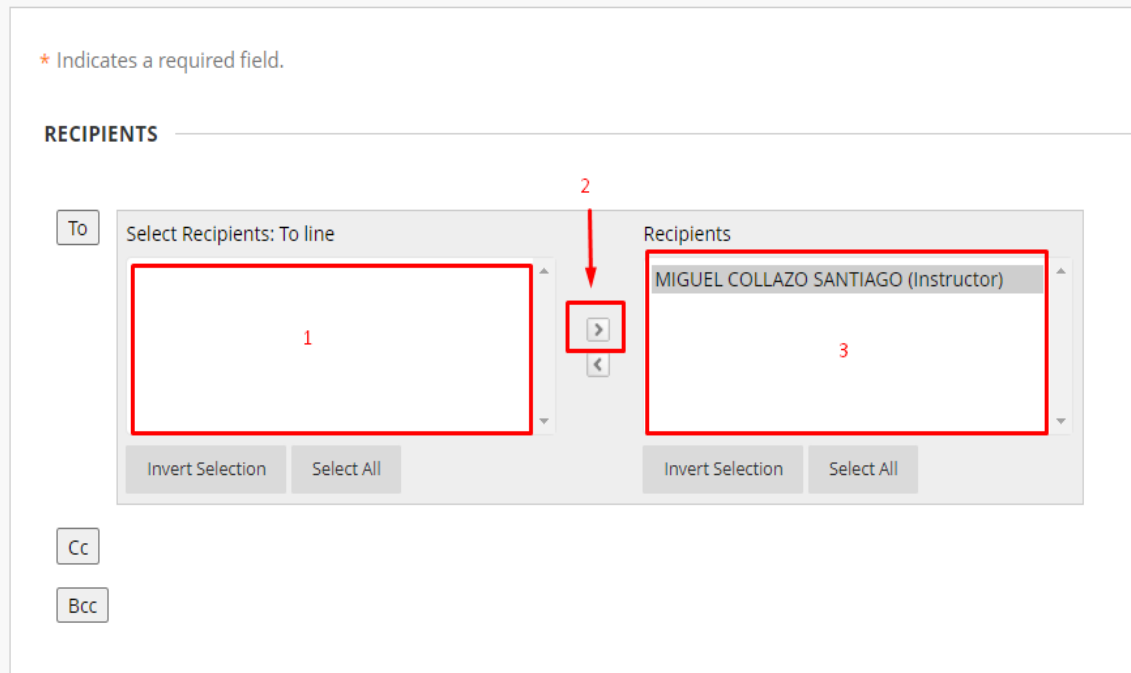 * Indicates a required field.
RECIPIENTS
2
To
Select Recipients: To line
Recipients
MIGUEL COLLAZO SANTIAGO (Instructor)
1
3
Invert Selection
Select All
Invert Selection
Select All
Cc
Bcc